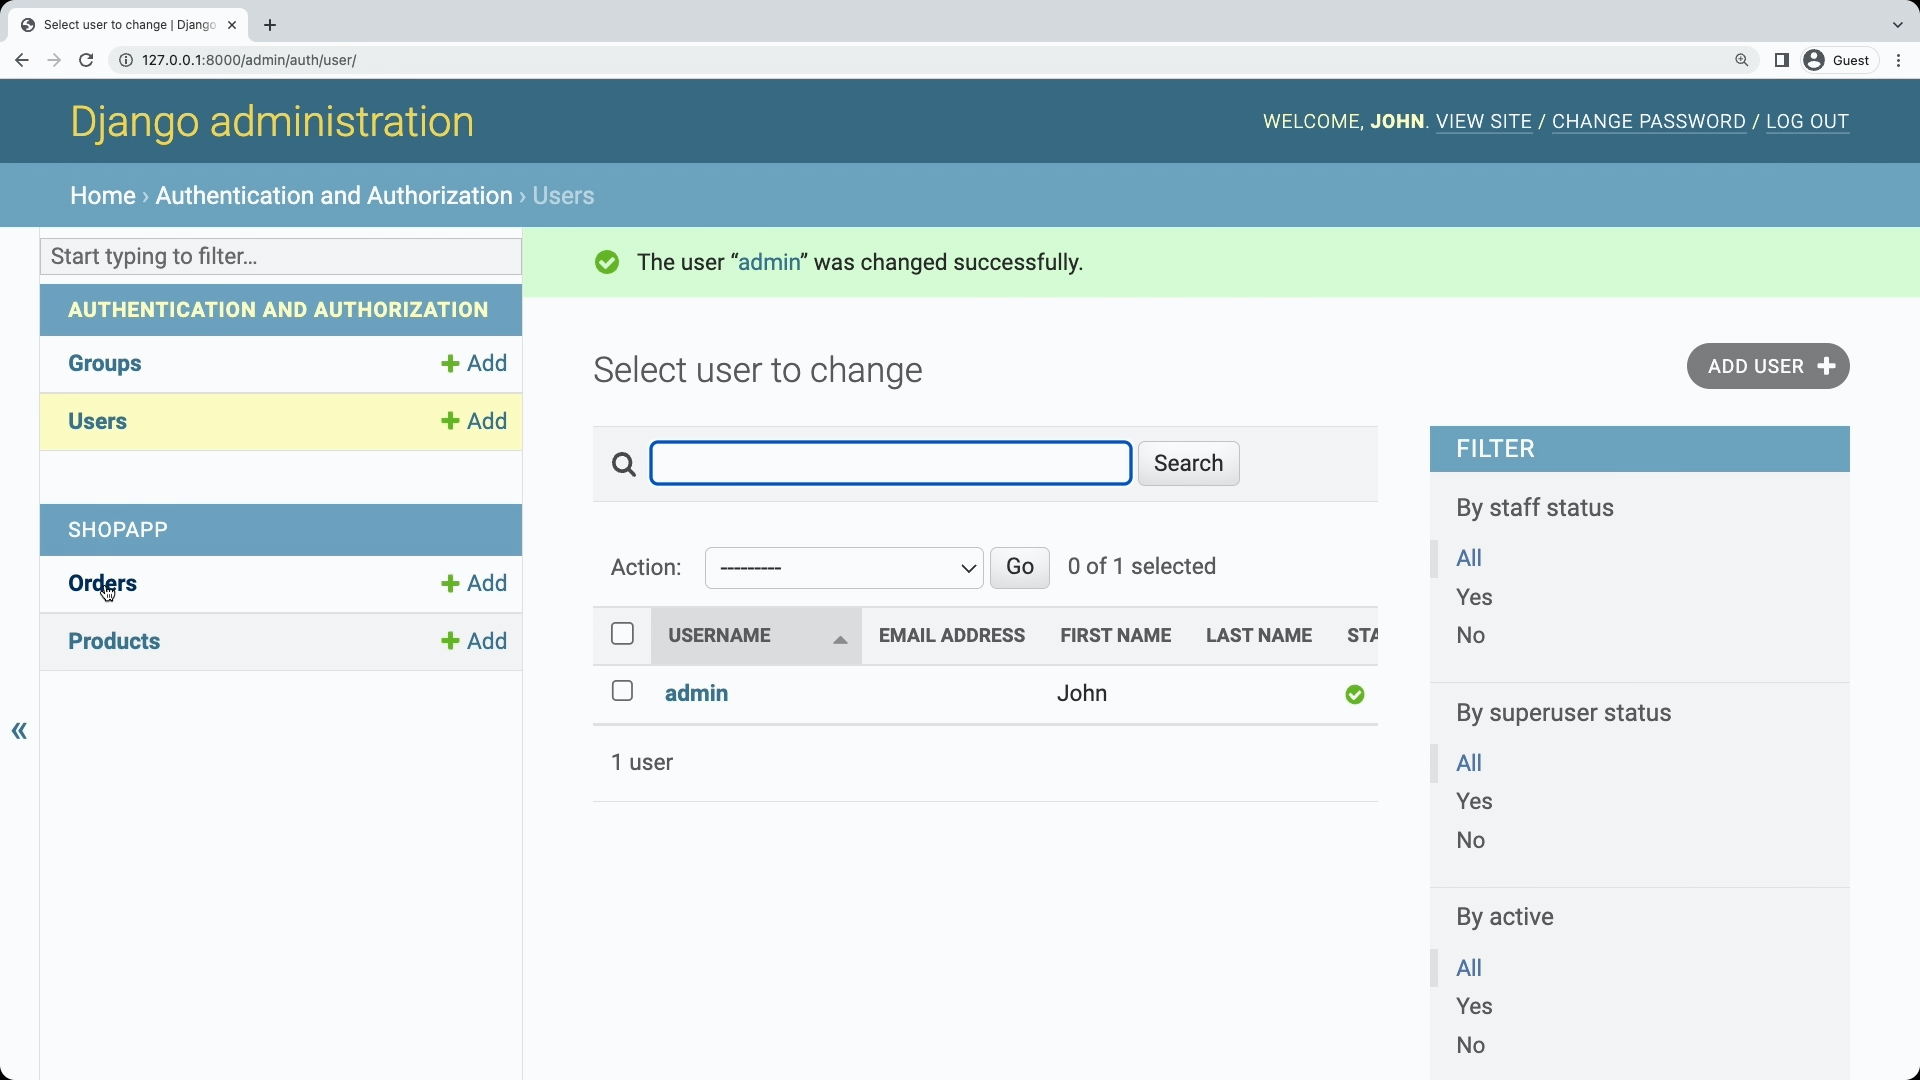 Select user to change | Django
127.0.0.1:8000/admin/auth/user/
Guest
Django administration
WELCOME, JOHN. VIEW SITE / CHANGE PASSWORD / LOG OUT
Home › Authentication and Authorization › Users
Start typing to filter...
The user “admin” was changed successfully.
AUTHENTICATION AND AUTHORIZATION
Groups + Add
Users + Add
SHOPAPP
Orders + Add
Products + Add
«
Select user to change
ADD USER +
Search
Action: --------- Go 0 of 1 selected
USERNAME EMAIL ADDRESS FIRST NAME LAST NAME STA
admin John
1 user
FILTER
By staff status
All
Yes
No
By superuser status
All
Yes
No
By active
All
Yes
No